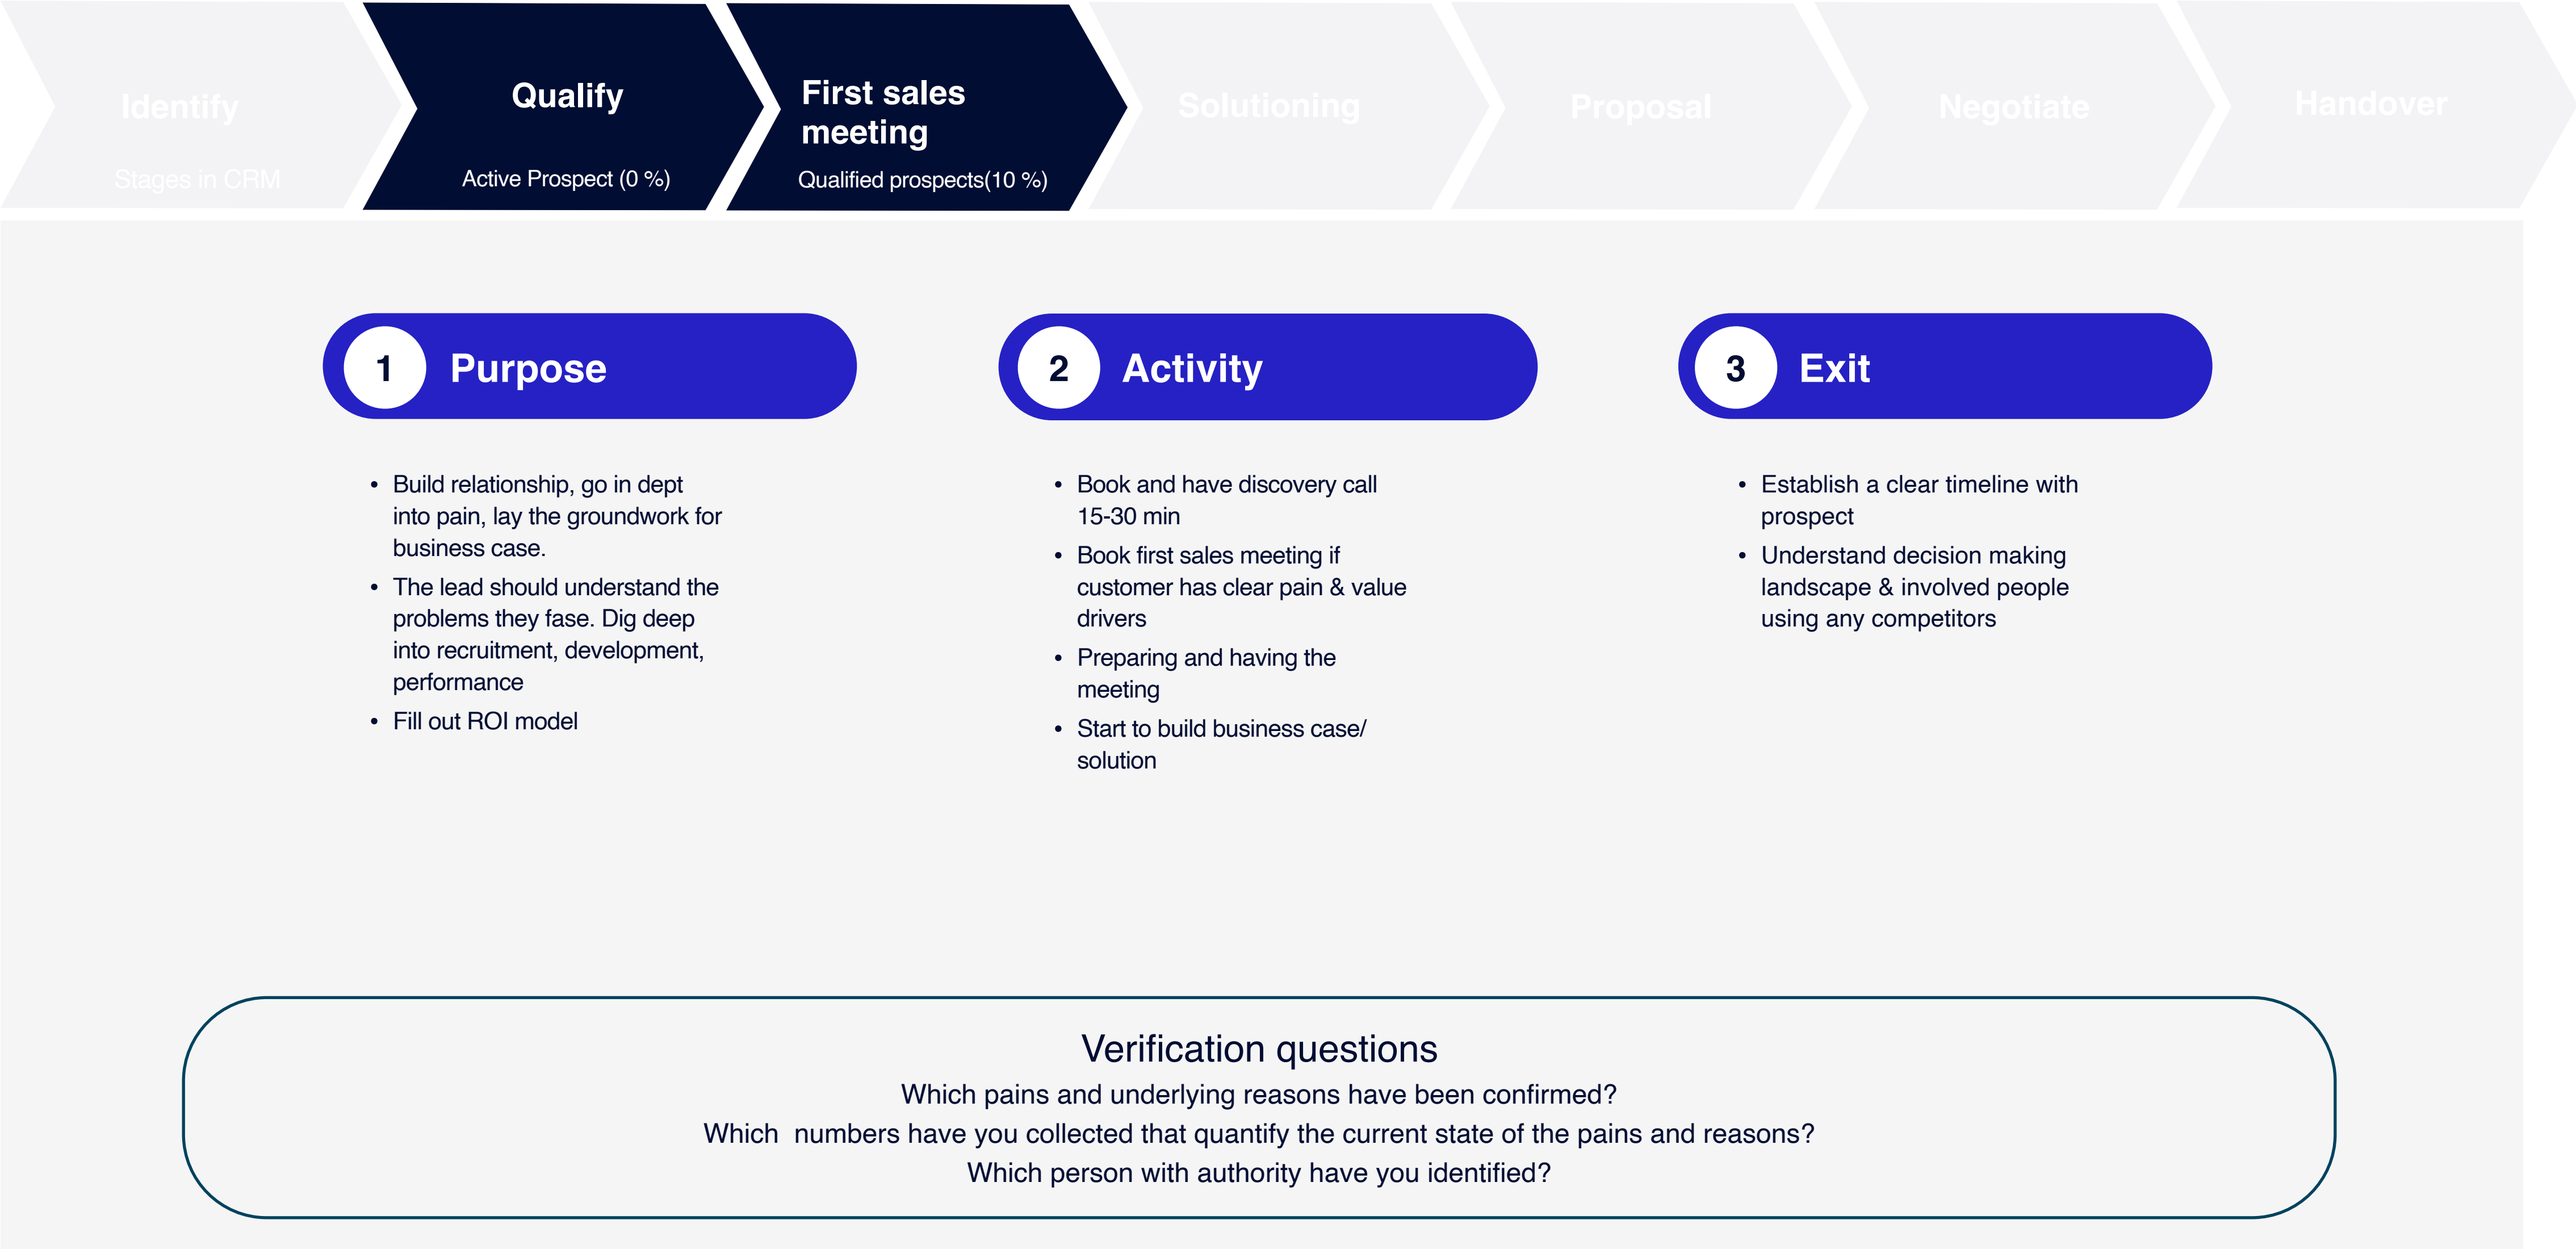 Identify
Stages in CRM
Qualify
Active Prospect (0 %)
First sales
meeting
Qualified prospects(10 %)
Solutioning
Proposal
Negotiate
Handover
1 Purpose
• Build relationship, go in dept
into pain, lay the groundwork for
business case.
• The lead should understand the
problems they fase. Dig deep
into recruitment, development,
performance
• Fill out ROI model
2 Activity
• Book and have discovery call
15-30 min
• Book first sales meeting if
customer has clear pain & value
drivers
• Preparing and having the
meeting
• Start to build business case/
solution
3 Exit
• Establish a clear timeline with
prospect
• Understand decision making
landscape & involved people
using any competitors
Verification questions
Which pains and underlying reasons have been confirmed?
Which  numbers have you collected that quantify the current state of the pains and reasons?
Which person with authority have you identified?